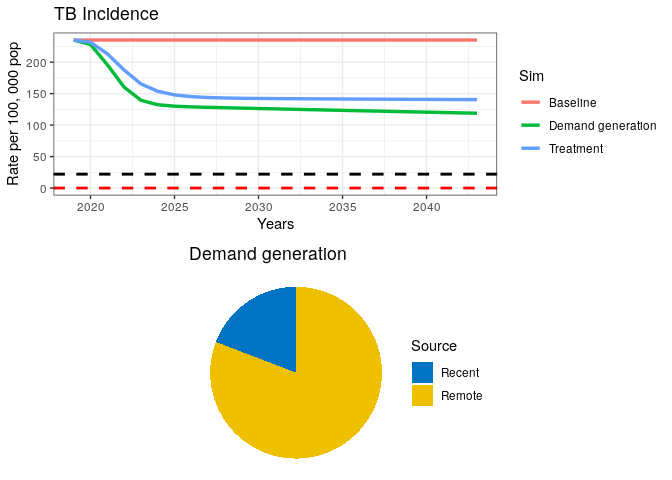 TB Incidence
Rate per 100, 000 pop
200
150
100
50
0
2020 2025 2030 2035 2040
Years
Sim
Baseline
Demand generation
Treatment
Demand generation
Source
Recent
Remote